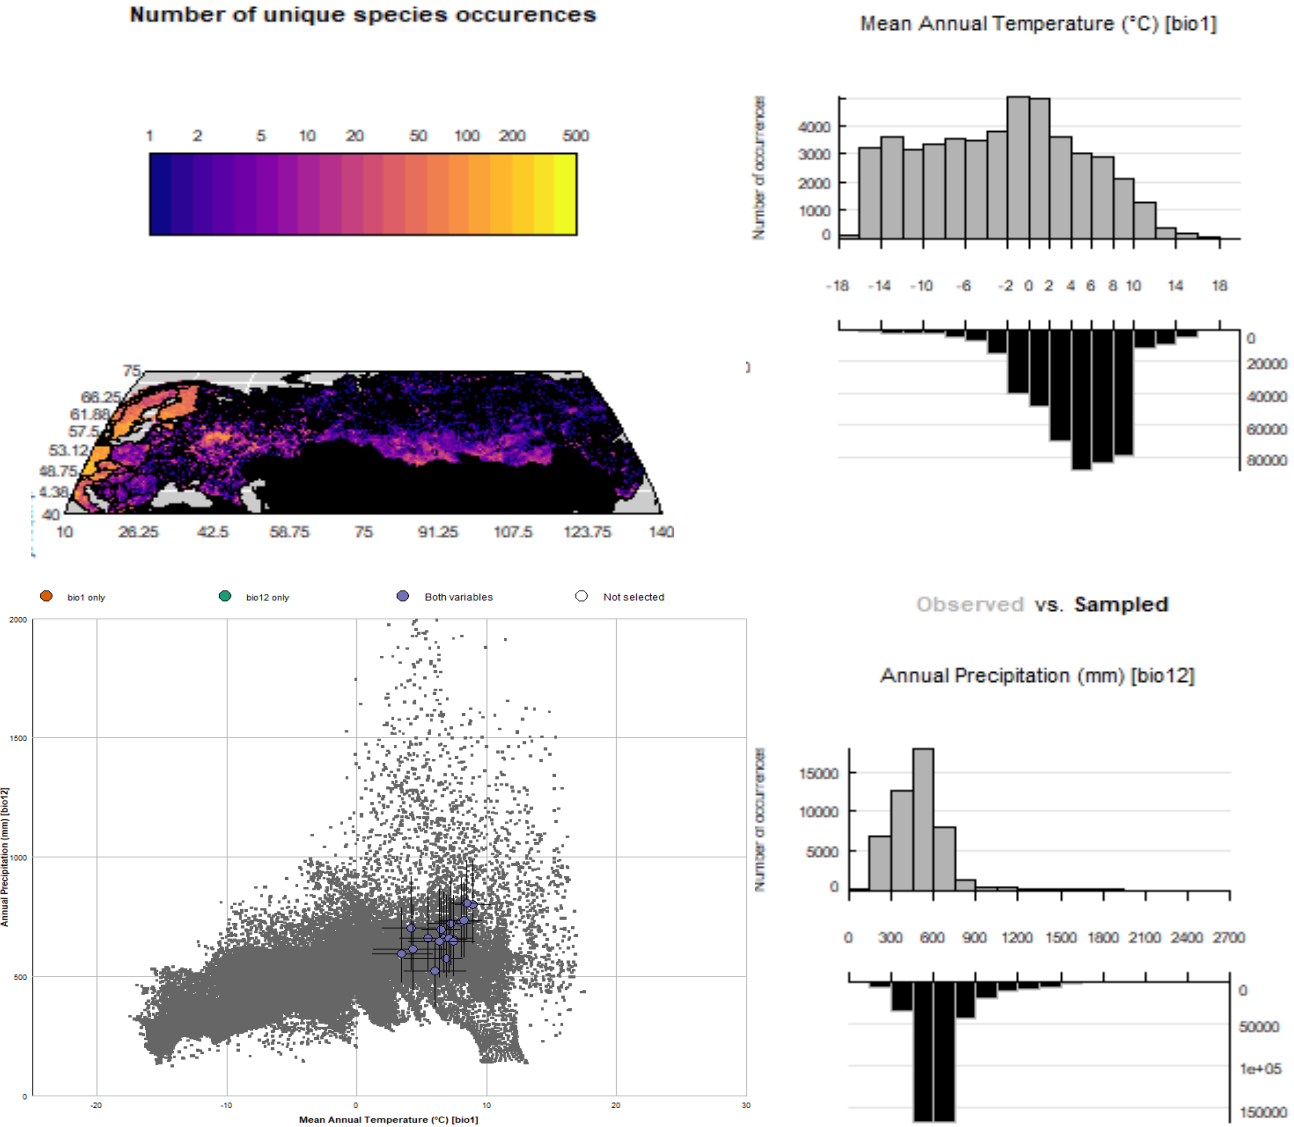 Number of unique species occurences
1 2 5 10 20 50 100 200 500
75
66.25
61.88
57.5
53.12
48.75
4.38
40
10 26.25 42.5 58.75 75 91.25 107.5 123.75 140
Mean Annual Temperature (°C) [bio1]
Number of occurrences
4000
3000
2000
1000
0
-18 -14 -10 -6 -2 0 2 4 6 8 10 14 18
0
20000
40000
60000
80000
bio1 only bio12 only Both variables Not selected
Annual Precipitation (mm) [bio12]
2000
1500
1000
500
0
-20 -10 0 10 20 30
Mean Annual Temperature (°C) [bio1]
Observed vs. Sampled
Annual Precipitation (mm) [bio12]
Number of occurrences
15000
10000
5000
0
0 300 600 900 1200 1500 1800 2100 2400 2700
0
50000
1e+05
150000